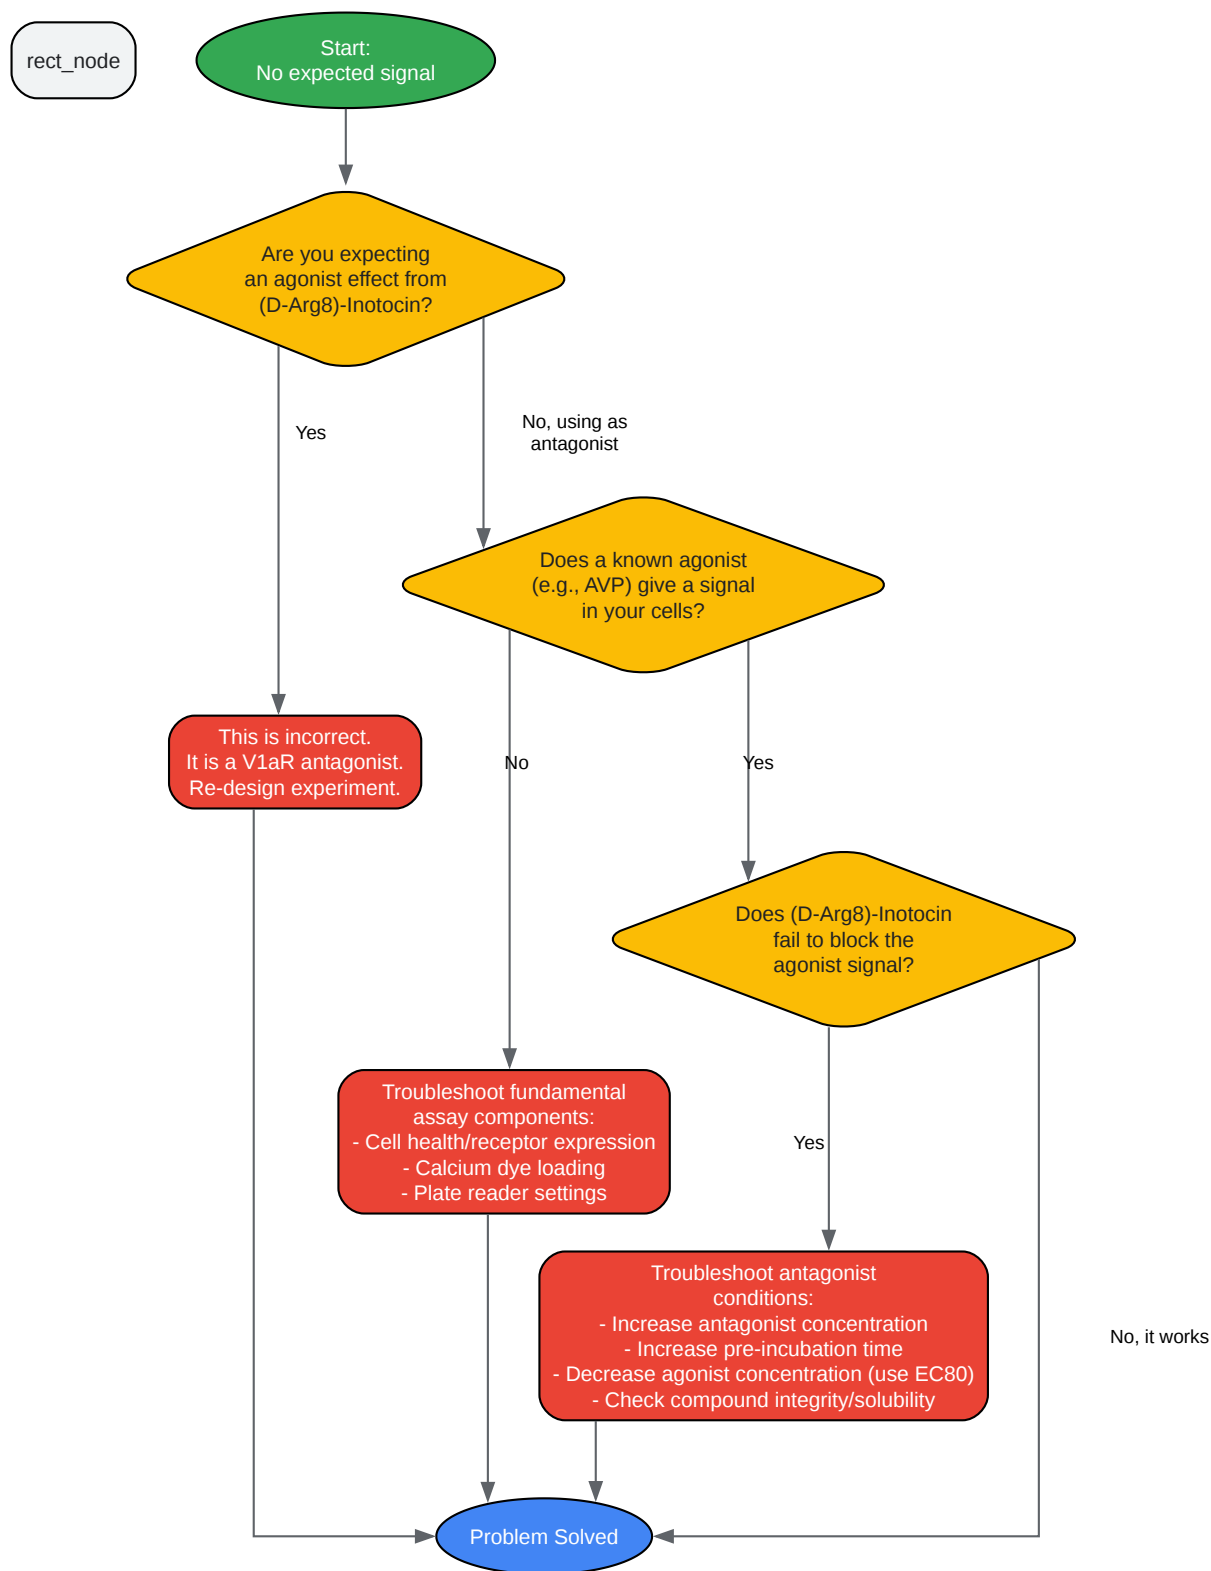 rect_node
Start:
No expected signal
Are you expecting
an agonist effect from
(D-Arg8)-Inotocin?
Yes
No, using as
antagonist
Does a known agonist
(e.g., AVP) give a signal
in your cells?
This is incorrect.
It is a V1aR antagonist.
Re-design experiment.
No
Yes
Does (D-Arg8)-Inotocin
fail to block the
agonist signal?
Troubleshoot fundamental
assay components:
- Cell health/receptor expression
- Calcium dye loading
- Plate reader settings
Yes
Troubleshoot antagonist
conditions:
- Increase antagonist concentration
- Increase pre-incubation time
- Decrease agonist concentration (use EC80)
- Check compound integrity/solubility
No, it works
Problem Solved